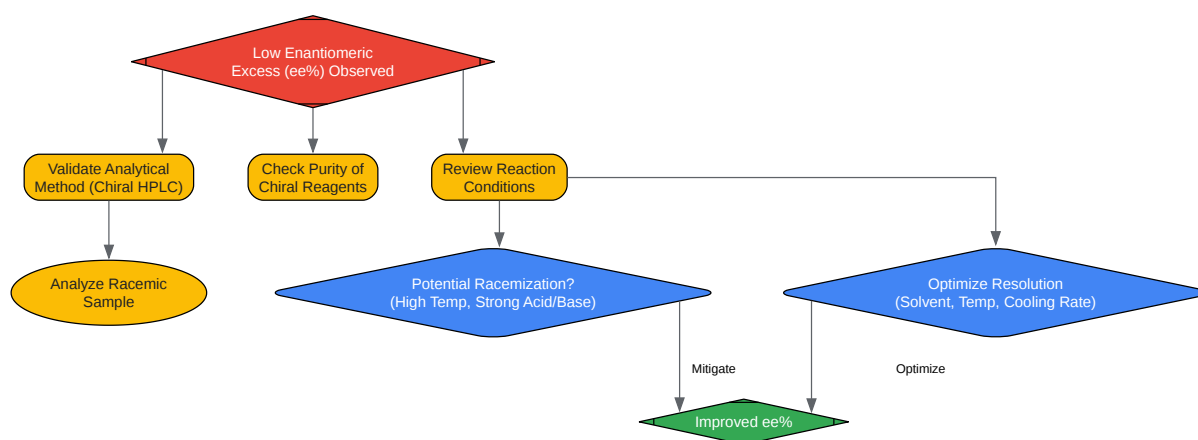 Low Enantiomeric
Excess (ee%) Observed
Validate Analytical
Method (Chiral HPLC)
Check Purity of
Chiral Reagents
Review Reaction
Conditions
Analyze Racemic
Sample
Potential Racemization?
(High Temp, Strong Acid/Base)
Optimize Resolution
(Solvent, Temp, Cooling Rate)
Mitigate
Optimize
Improved ee%